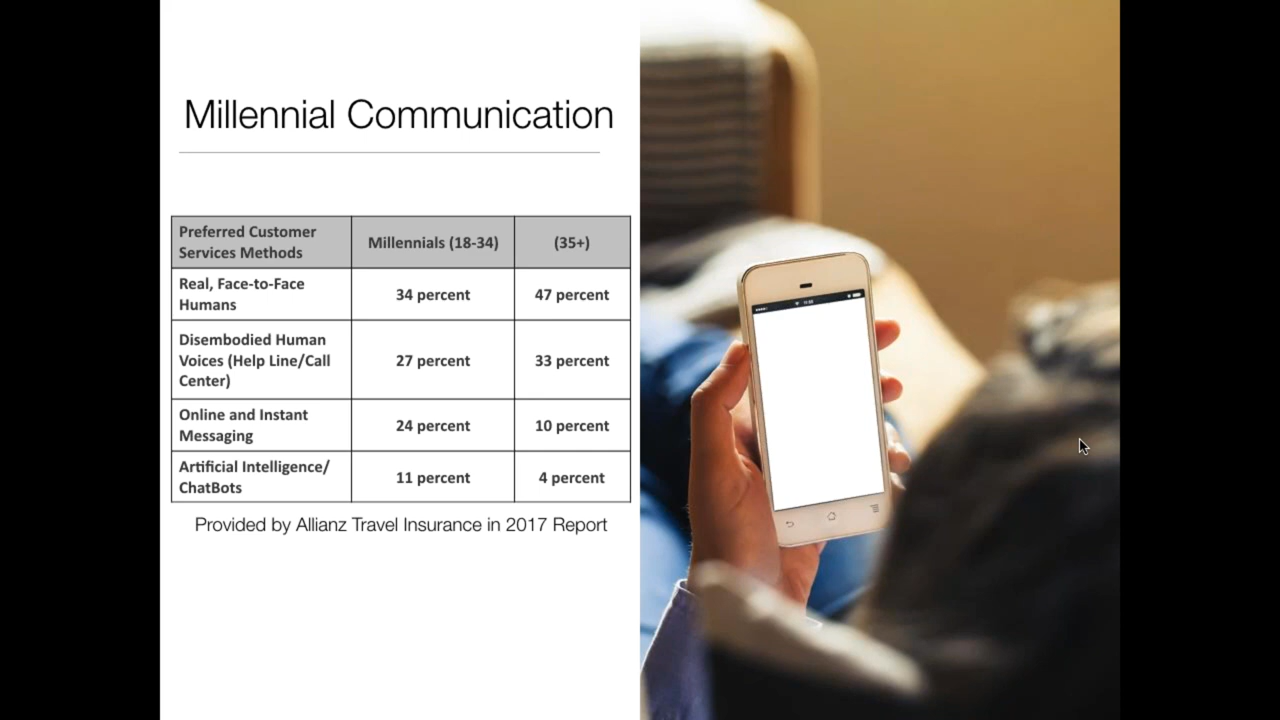 Millennial Communication
Preferred Customer
Services Methods
Millennials (18-34)
(35+)
Real, Face-to-Face
Humans
34 percent
47 percent
Disembodied Human
Voices (Help Line/Call
Center)
27 percent
33 percent
Online and Instant
Messaging
24 percent
10 percent
Artificial Intelligence/
ChatBots
11 percent
4 percent
Provided by Allianz Travel Insurance in 2017 Report